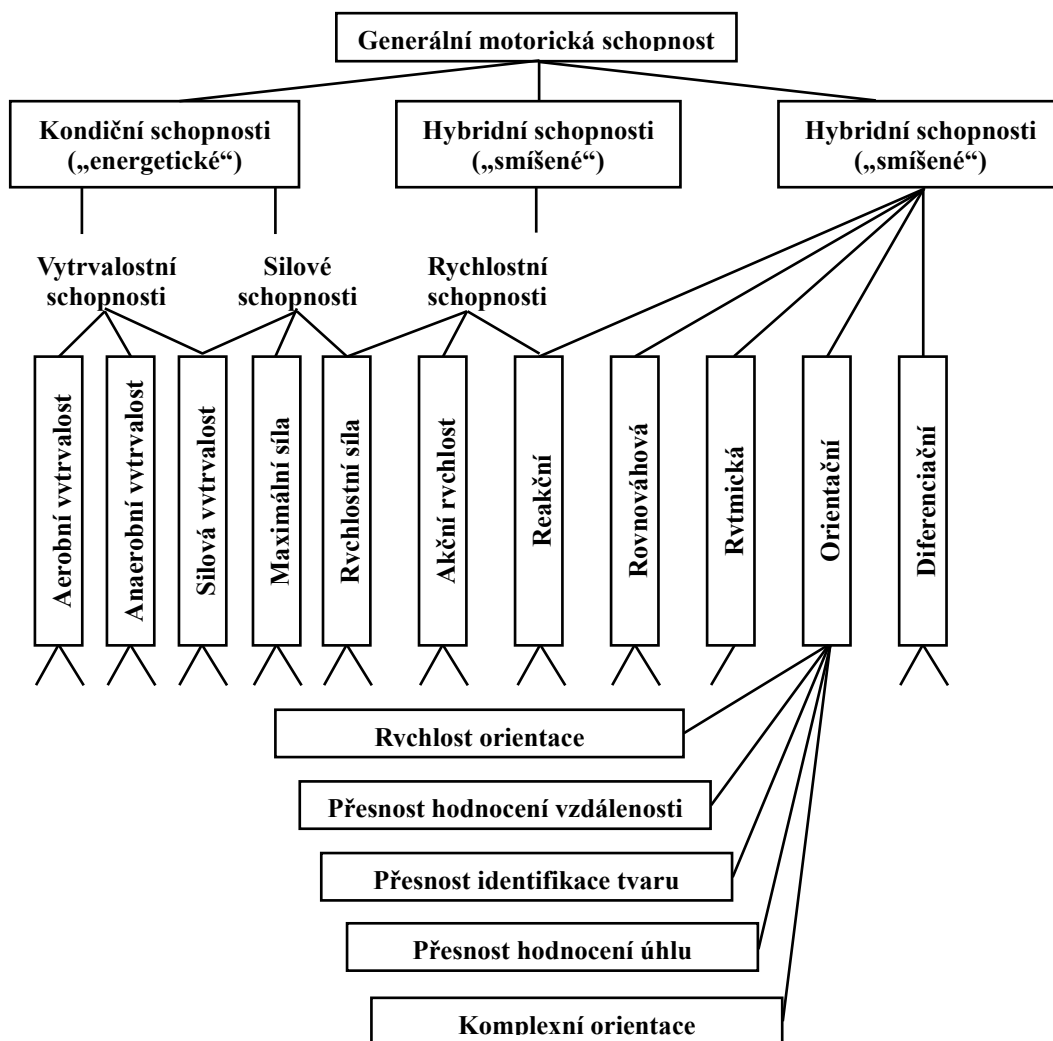 Generální motorická schopnost
Kondiční schopnosti
(„energetické“)
Hybridní schopnosti
(„smíšené“)
Hybridní schopnosti
(„smíšené“)
Vytrvalostní
schopnosti
Silové
schopnosti
Rychlostní
schopnosti
Aerobní vytrvalost
Anaerobní vytrvalost
Silová vytrvalost
Maximální síla
Rychlostní síla
Akční rychlost
Reakční
Rovnováhová
Rytmická
Orientační
Diferenciační
Rychlost orientace
Přesnost hodnocení vzdálenosti
Přesnost identifikace tvaru
Přesnost hodnocení úhlu
Komplexní orientace